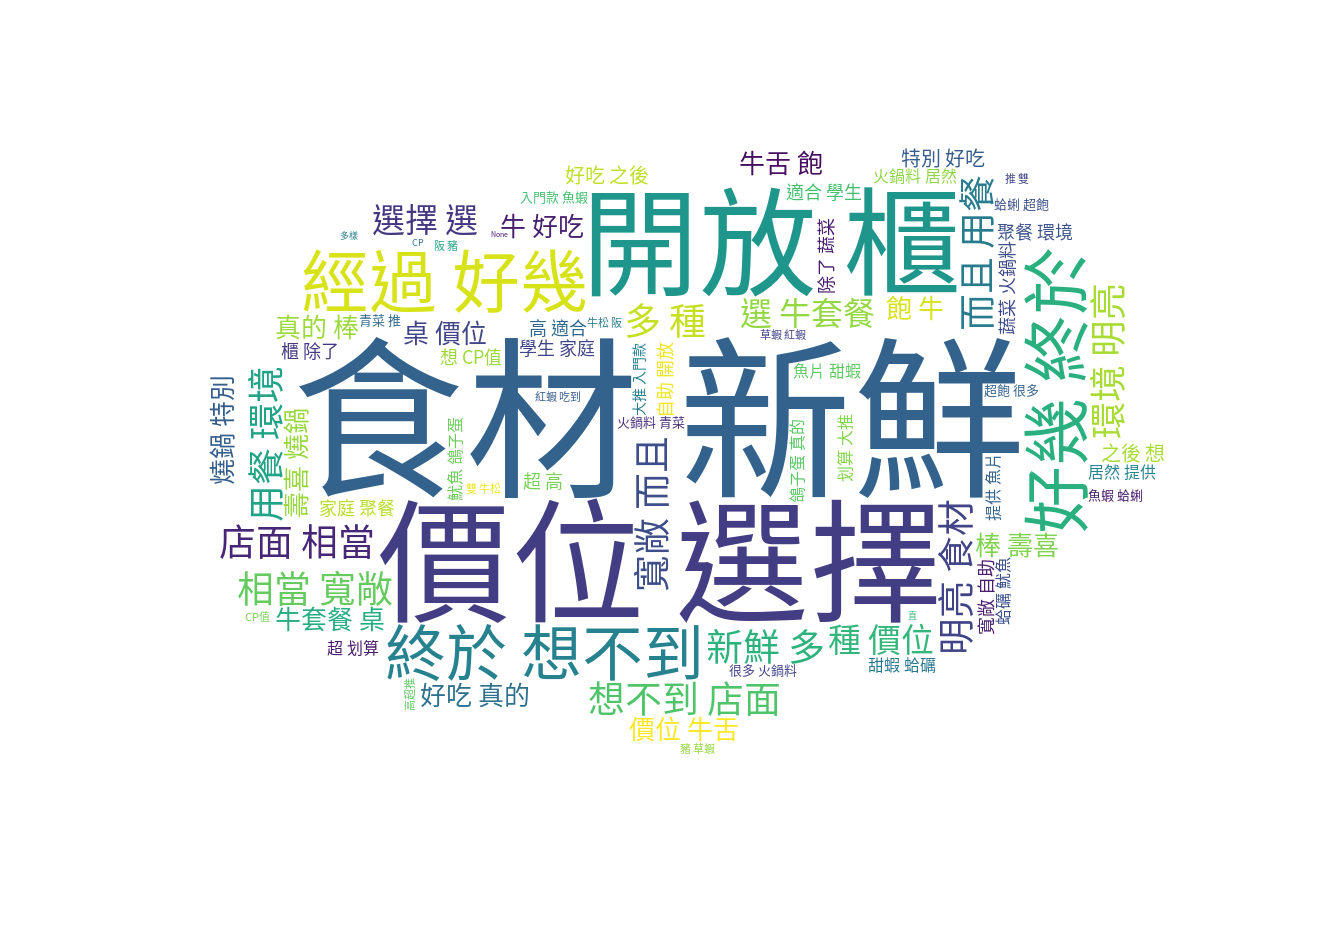 牛舌 飽
特別 好吃
好吃 之後
火鍋料 居然
推 雙
入門款 魚蝦
適合 學生
開放 櫃
而且 用餐
蛤蜊 超飽
選擇 選
牛 好吃
None
多樣
CP
阪 豬
除了 蔬菜
聚餐 環境
蔬菜 火鍋料
經過 好幾
好幾 終於
環境 明亮
選 牛套餐
飽 牛
多 種
真的 棒
青菜 推
桌 價位
高 適合
牛松 阪
草蝦 紅蝦
櫃 除了
想 CP值
學生 家庭
大推 入門款
自助 開放
魚片 甜蝦
食材 新鮮
超飽 很多
紅蝦 吃到
燒鍋 特別
用餐 環境
壽喜 燒鍋
火鍋料 青菜
魷魚 鴿子蛋
鴿子蛋 真的
划算 大推
之後 想
居然 提供
提供 魚片
魚蝦 蛤蜊
超 高
雙 牛松
寬敞 而且
家庭 聚餐
店面 相當
價位 選擇
明亮 食材
棒 壽喜
寬敞 自助
蛤蠣 魷魚
相當 寬敞
CP值
牛套餐 桌
直
超 划算
終於 想不到
新鮮 多
種 價位
甜蝦 蛤蠣
很多 火鍋料
高超推
好吃 真的
想不到 店面
價位 牛舌
豬 草蝦